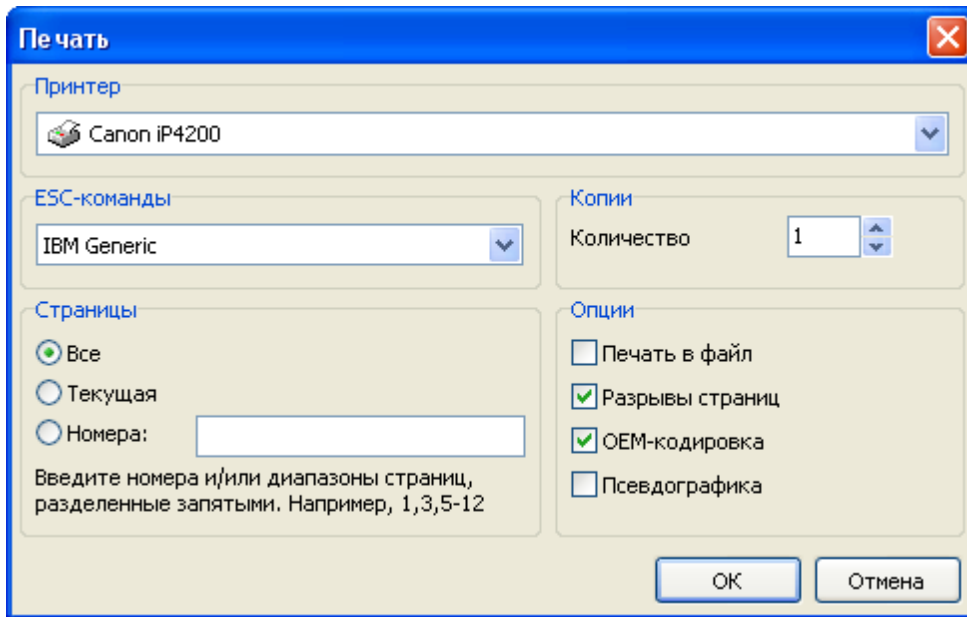 Печать
Принтер
Canon iP4200
ESC-команды
IBM Generic
Копии
Количество
1
Страницы
Все
Текущая
Номера:
Введите номера и/или диапазоны страниц,
разделенные запятыми. Например, 1,3,5-12
Опции
Печать в файл
Разрывы страниц
OEM-кодировка
Псевдографика
OK
Отмена